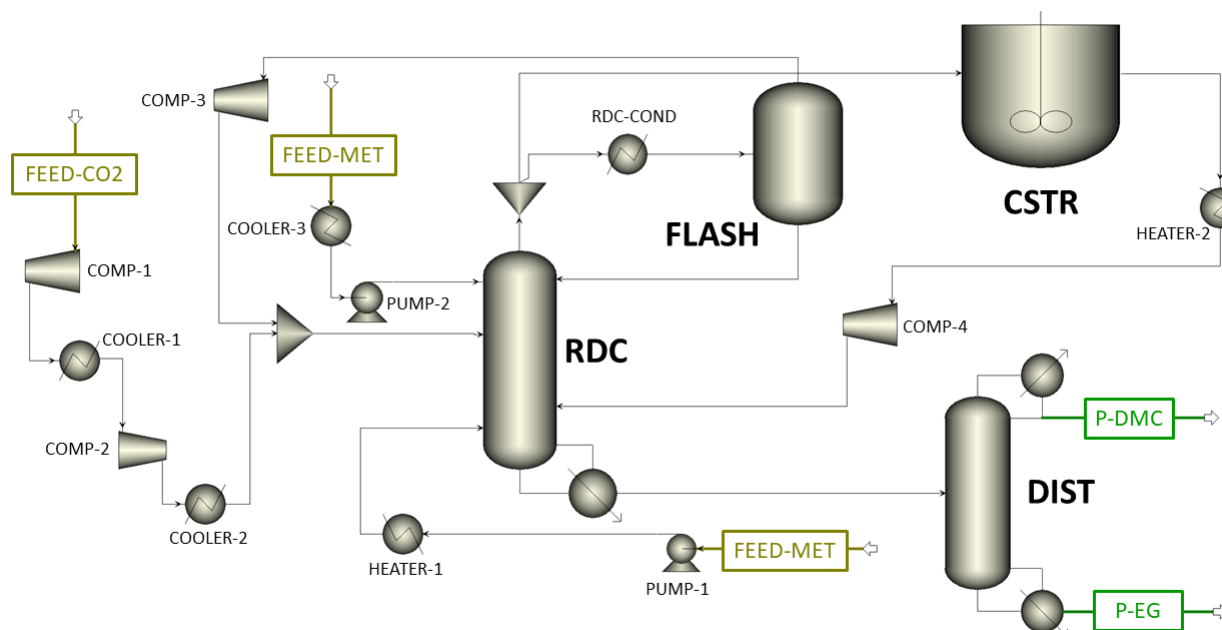 COMP-3
RDC-COND
FEED-MET
FEED-CO2
CSTR
COOLER-3
FLASH
HEATER-2
COMP-1
PUMP-2
COMP-4
COOLER-1
RDC
P-DMC
COMP-2
DIST
COOLER-2
FEED-MET
HEATER-1
PUMP-1
P-EG